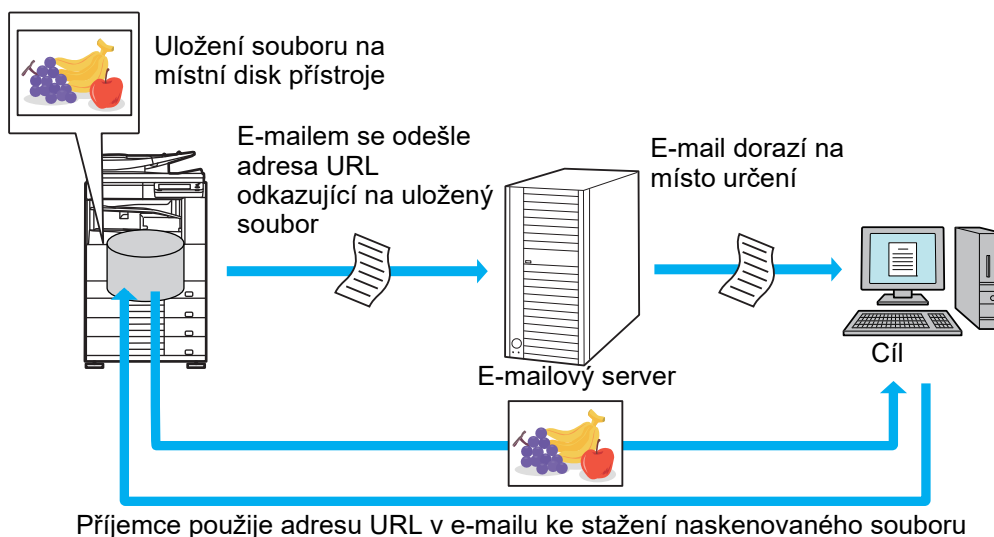 Uložení souboru na
místní disk přístroje
E-mailem se odešle
adresa URL
odkazující na uložený
soubor
E-mail dorazí na
místo určení
E-mailový server
Cíl
Příjemce použije adresu URL v e-mailu ke stažení naskenovaného souboru